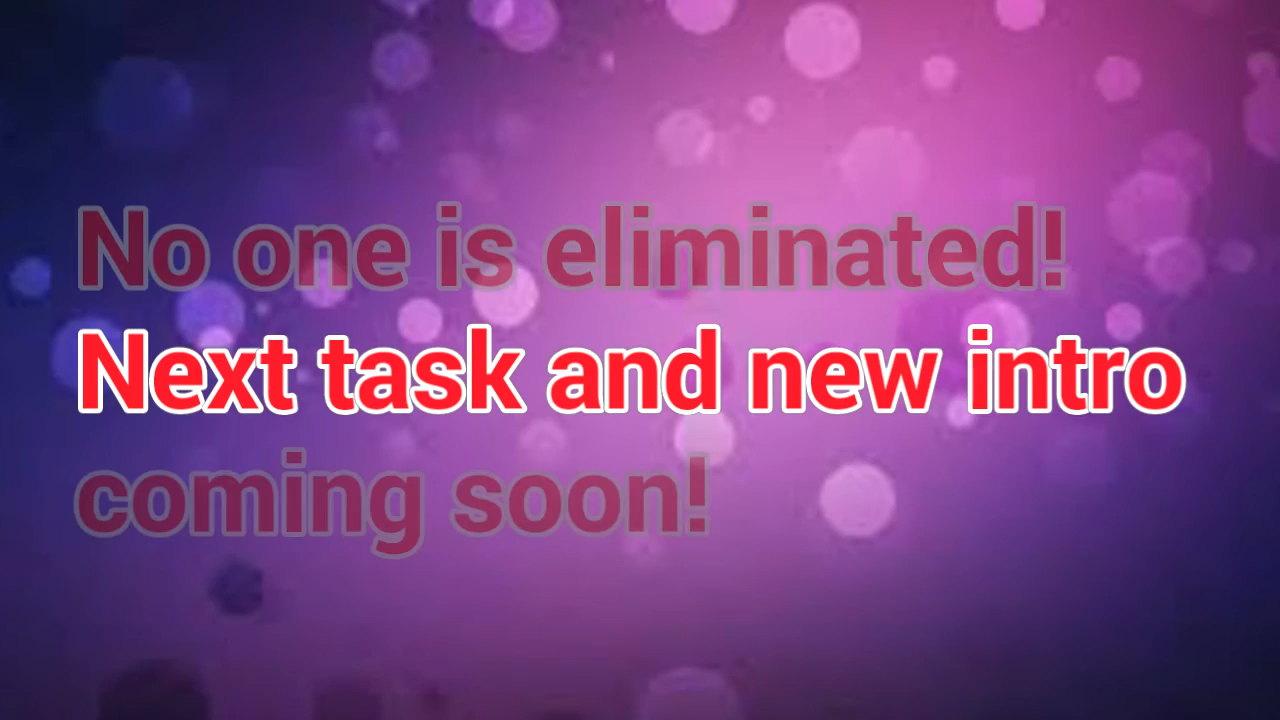 No one is eliminated!
Next task and new intro
coming soon!